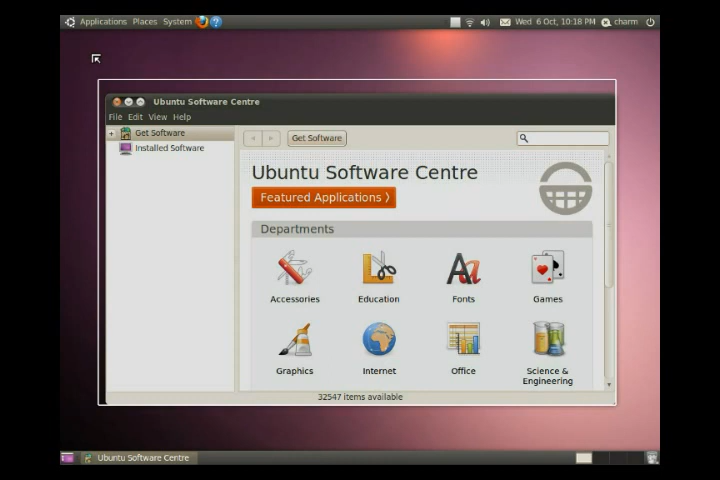 Applications Places System ? Wed 6 Oct, 10:18 PM charm
Ubuntu Software Centre
File Edit View Help
Get Software
Installed Software
Get Software
Ubuntu Software Centre
Featured Applications ⟩
Departments
Accessories Education Fonts Games
Graphics Internet Office Science &
Engineering
32547 items available
Ubuntu Software Centre